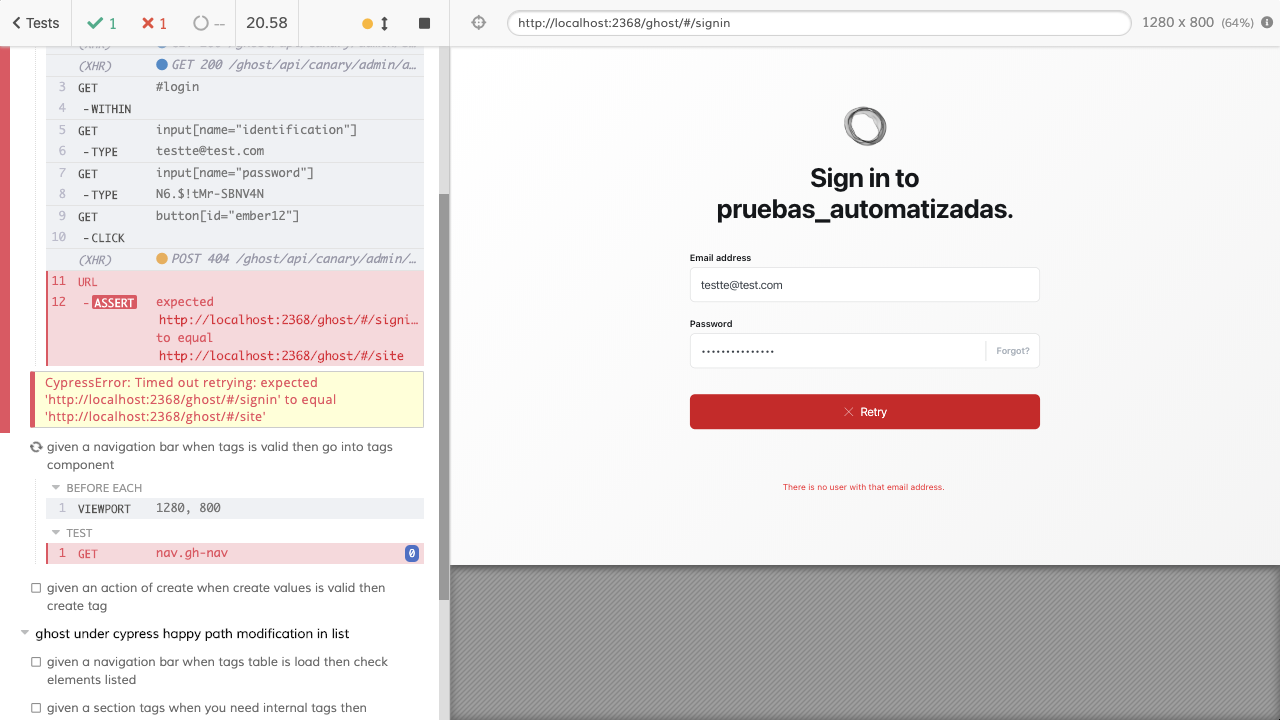 Tests
1
1
--
20.58
http://localhost:2368/ghost/#/signin
1280 x 800 (64%)
(XHR) GET 200 /ghost/api/canary/admin/a…
3 GET #login
4 -WITHIN
5 GET input[name="identification"]
6 -TYPE testte@test.com
7 GET input[name="password"]
8 -TYPE N6.$!tMr-SBNV4N
9 GET button[id="ember12"]
10 -CLICK
(XHR) POST 404 /ghost/api/canary/admin/…
11 URL
12 -ASSERT expected
http://localhost:2368/ghost/#/signi…
to equal
http://localhost:2368/ghost/#/site
CypressError: Timed out retrying: expected
'http://localhost:2368/ghost/#/signin' to equal
'http://localhost:2368/ghost/#/site'
given a navigation bar when tags is valid then go into tags
component
BEFORE EACH
1 VIEWPORT 1280, 800
TEST
1 GET nav.gh-nav 0
given an action of create when create values is valid then
create tag
ghost under cypress happy path modification in list
given a navigation bar when tags table is load then check
elements listed
given a section tags when you need internal tags then
Sign in to
pruebas_automatizadas.
Email address
testte@test.com
Password
•••••••••••••••
Forgot?
Retry
There is no user with that email address.